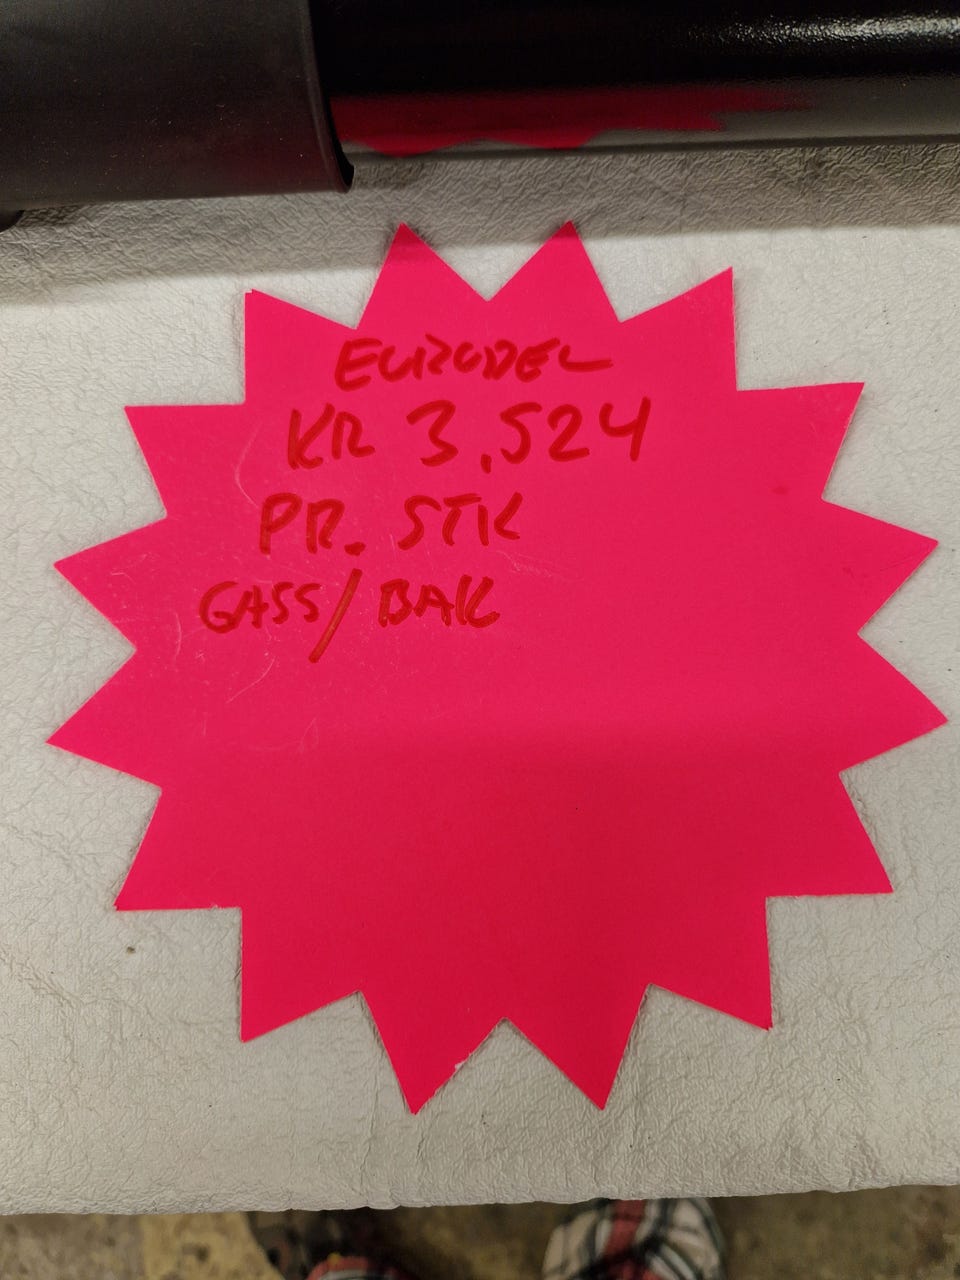 EURODEL
KR 3.524
PR. STK
GASS/BAK